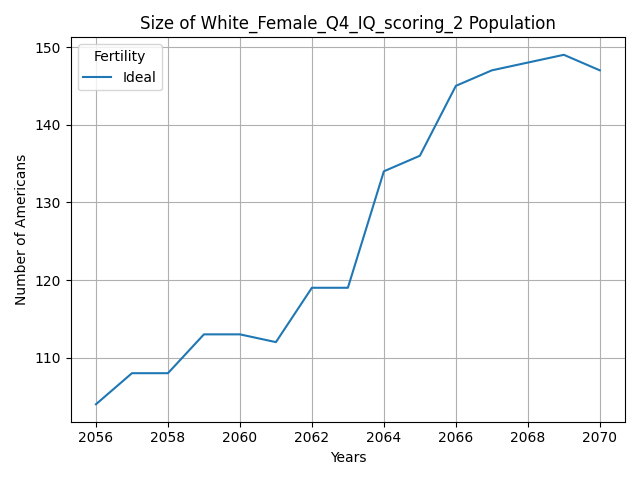 Size of White_Female_Q4_IQ_scoring_2 Population
Fertility
Ideal
Number of Americans
150
140
130
120
110
2056 2058 2060 2062 2064 2066 2068 2070
Years